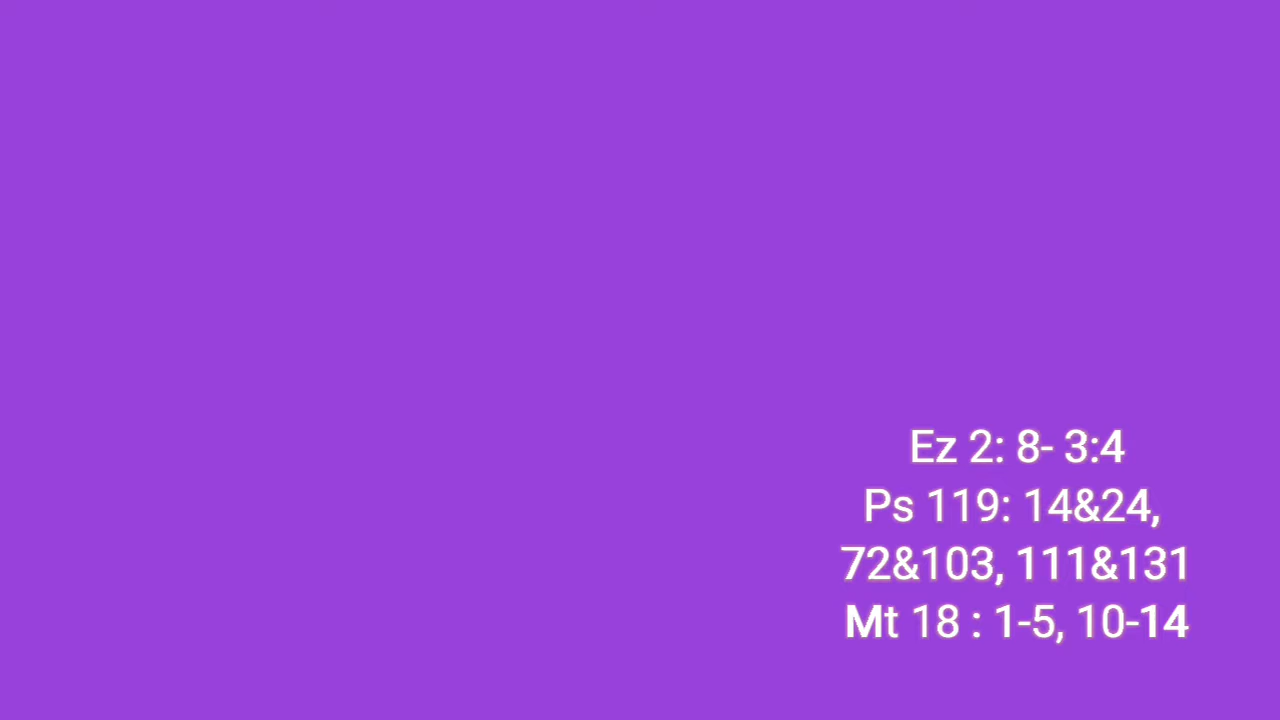 Ez 2: 8- 3:4
Ps 119: 14&24,
72&103, 111&131
Mt 18 : 1-5, 10-14